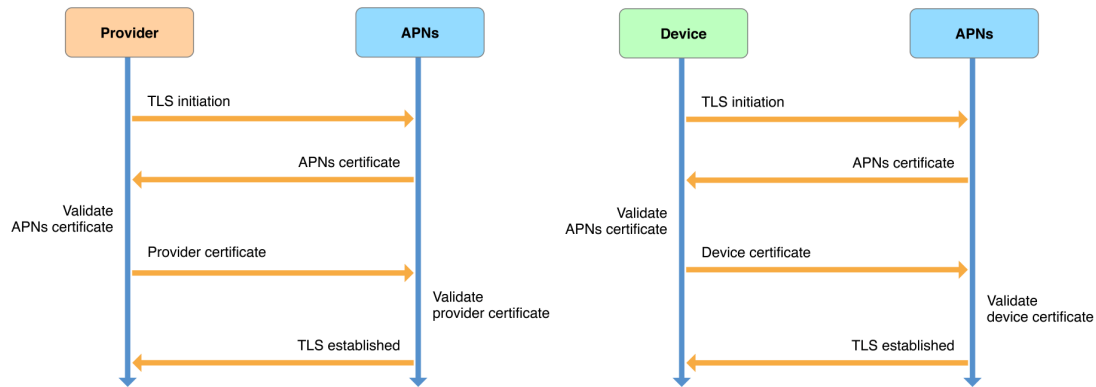 Provider
APNs
TLS initiation
APNs certificate
Validate
APNs certificate
Provider certificate
Validate
provider certificate
TLS established
Device
APNs
TLS initiation
APNs certificate
Validate
APNs certificate
Device certificate
Validate
device certificate
TLS established